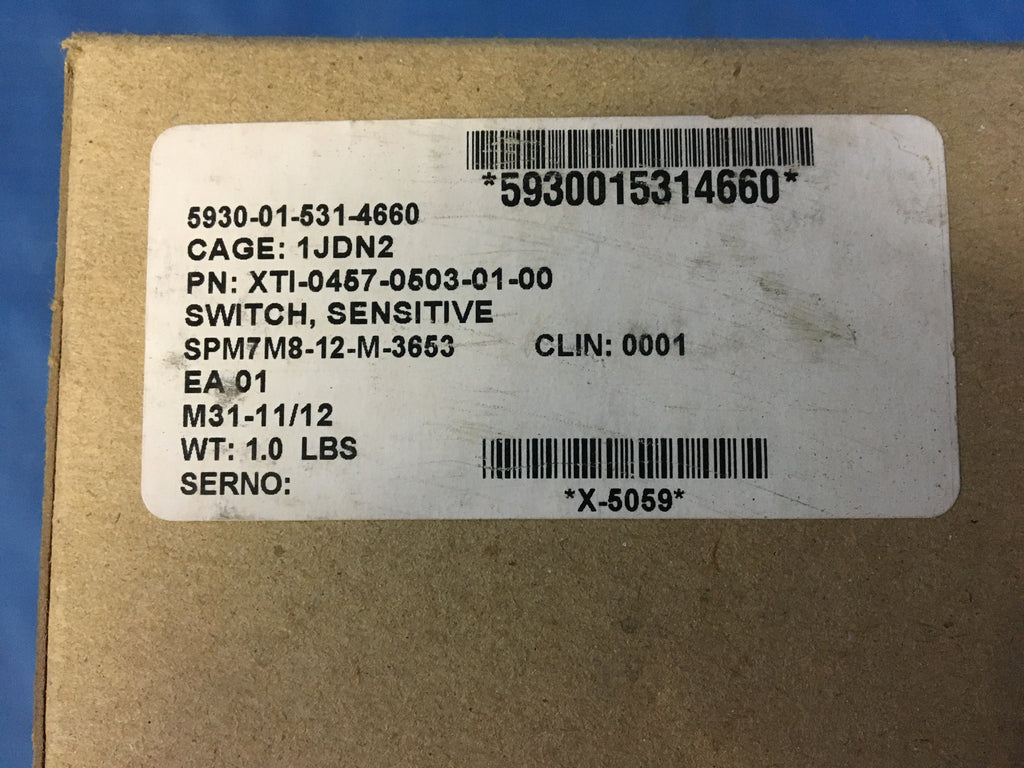 *5930015314660*
5930-01-531-4660
CAGE: 1JDN2
PN: XTI-0457-0503-01-00
SWITCH, SENSITIVE
SPM7M8-12-M-3653 CLIN: 0001
EA 01
M31-11/12
WT: 1.0 LBS
SERNO:
*X-5059*